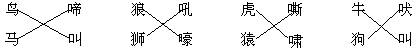 鸟 啼 狼 吼 虎 嘶 牛 吠
马 叫 狮 嚎 猿 啸 狗 叫